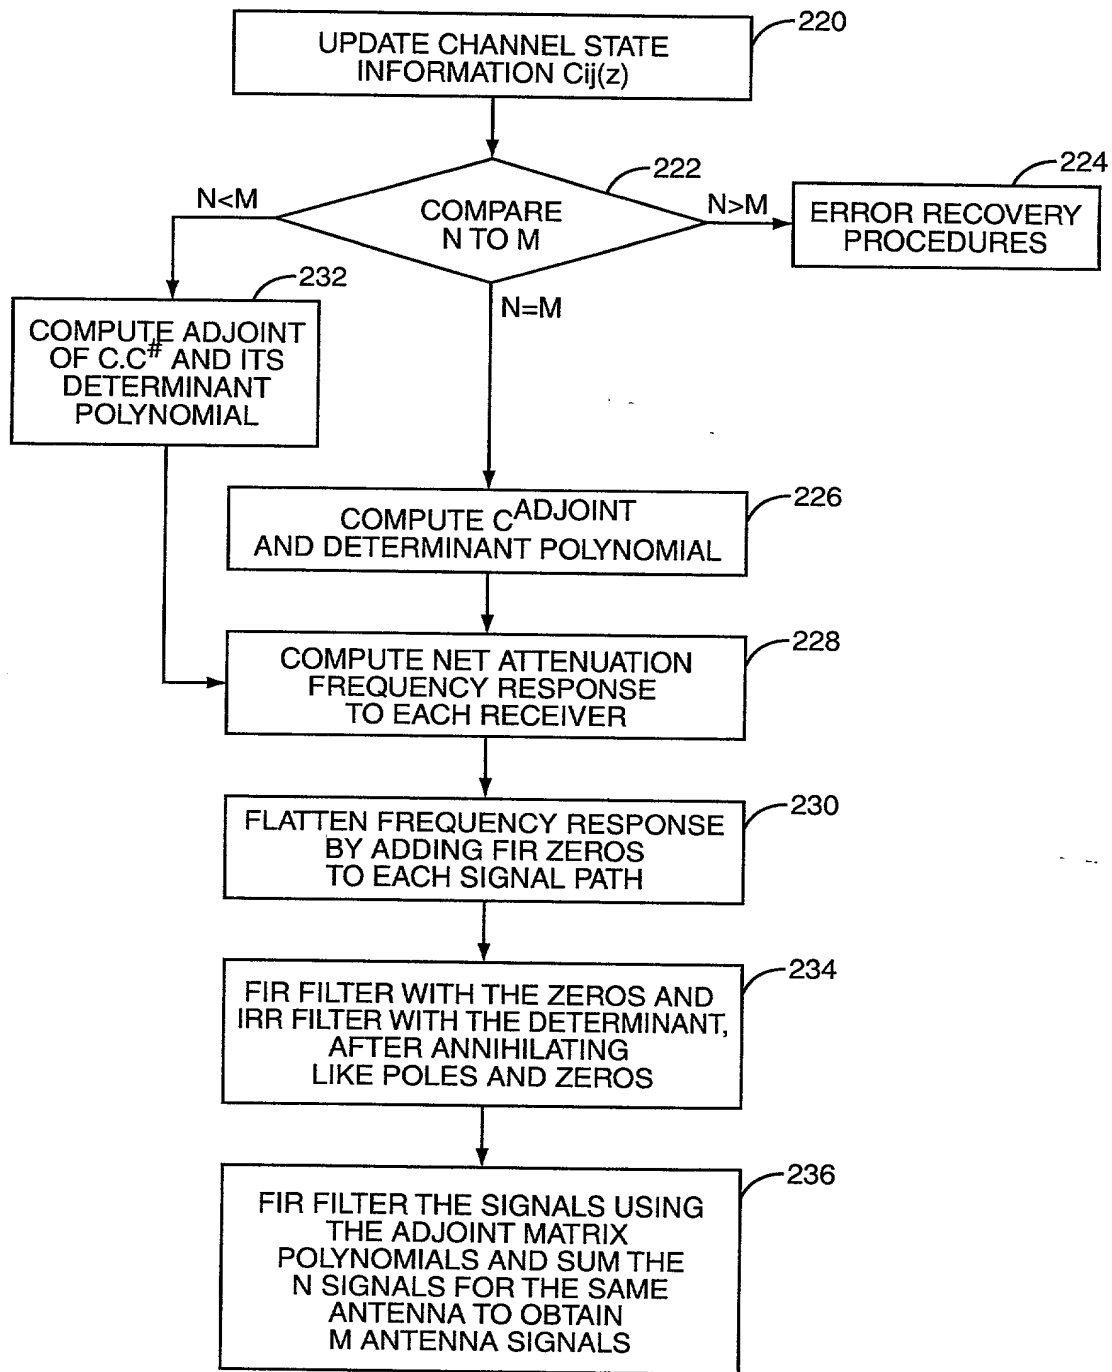 220
UPDATE CHANNEL STATE
INFORMATION Cij(z)
222
N<M
COMPARE
N TO M
N>M
224
ERROR RECOVERY
PROCEDURES
232
COMPUTE ADJOINT
OF C.C# AND ITS
DETERMINANT
POLYNOMIAL
N=M
226
COMPUTE C^ADJOINT
AND DETERMINANT POLYNOMIAL
228
COMPUTE NET ATTENUATION
FREQUENCY RESPONSE
TO EACH RECEIVER
230
FLATTEN FREQUENCY RESPONSE
BY ADDING FIR ZEROS
TO EACH SIGNAL PATH
234
FIR FILTER WITH THE ZEROS AND
IRR FILTER WITH THE DETERMINANT,
AFTER ANNIHILATING
LIKE POLES AND ZEROS
236
FIR FILTER THE SIGNALS USING
THE ADJOINT MATRIX
POLYNOMIALS AND SUM THE
N SIGNALS FOR THE SAME
ANTENNA TO OBTAIN
M ANTENNA SIGNALS